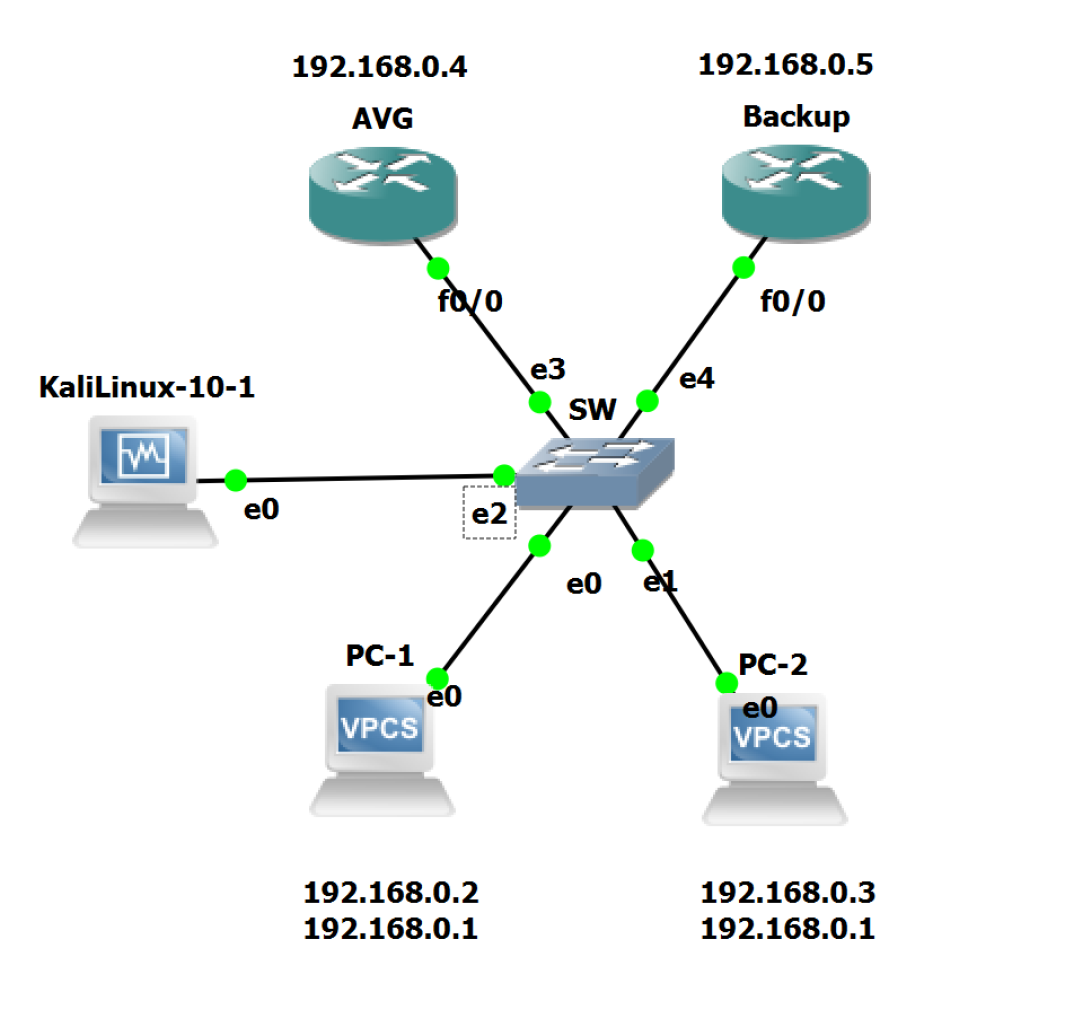 192.168.0.4
192.168.0.5
AVG
Backup
f0/0
f0/0
e3
e4
SW
KaliLinux-10-1
e0
e2
e0
e1
PC-1
PC-2
e0
e0
VPCS
VPCS
192.168.0.2
192.168.0.1
192.168.0.3
192.168.0.1